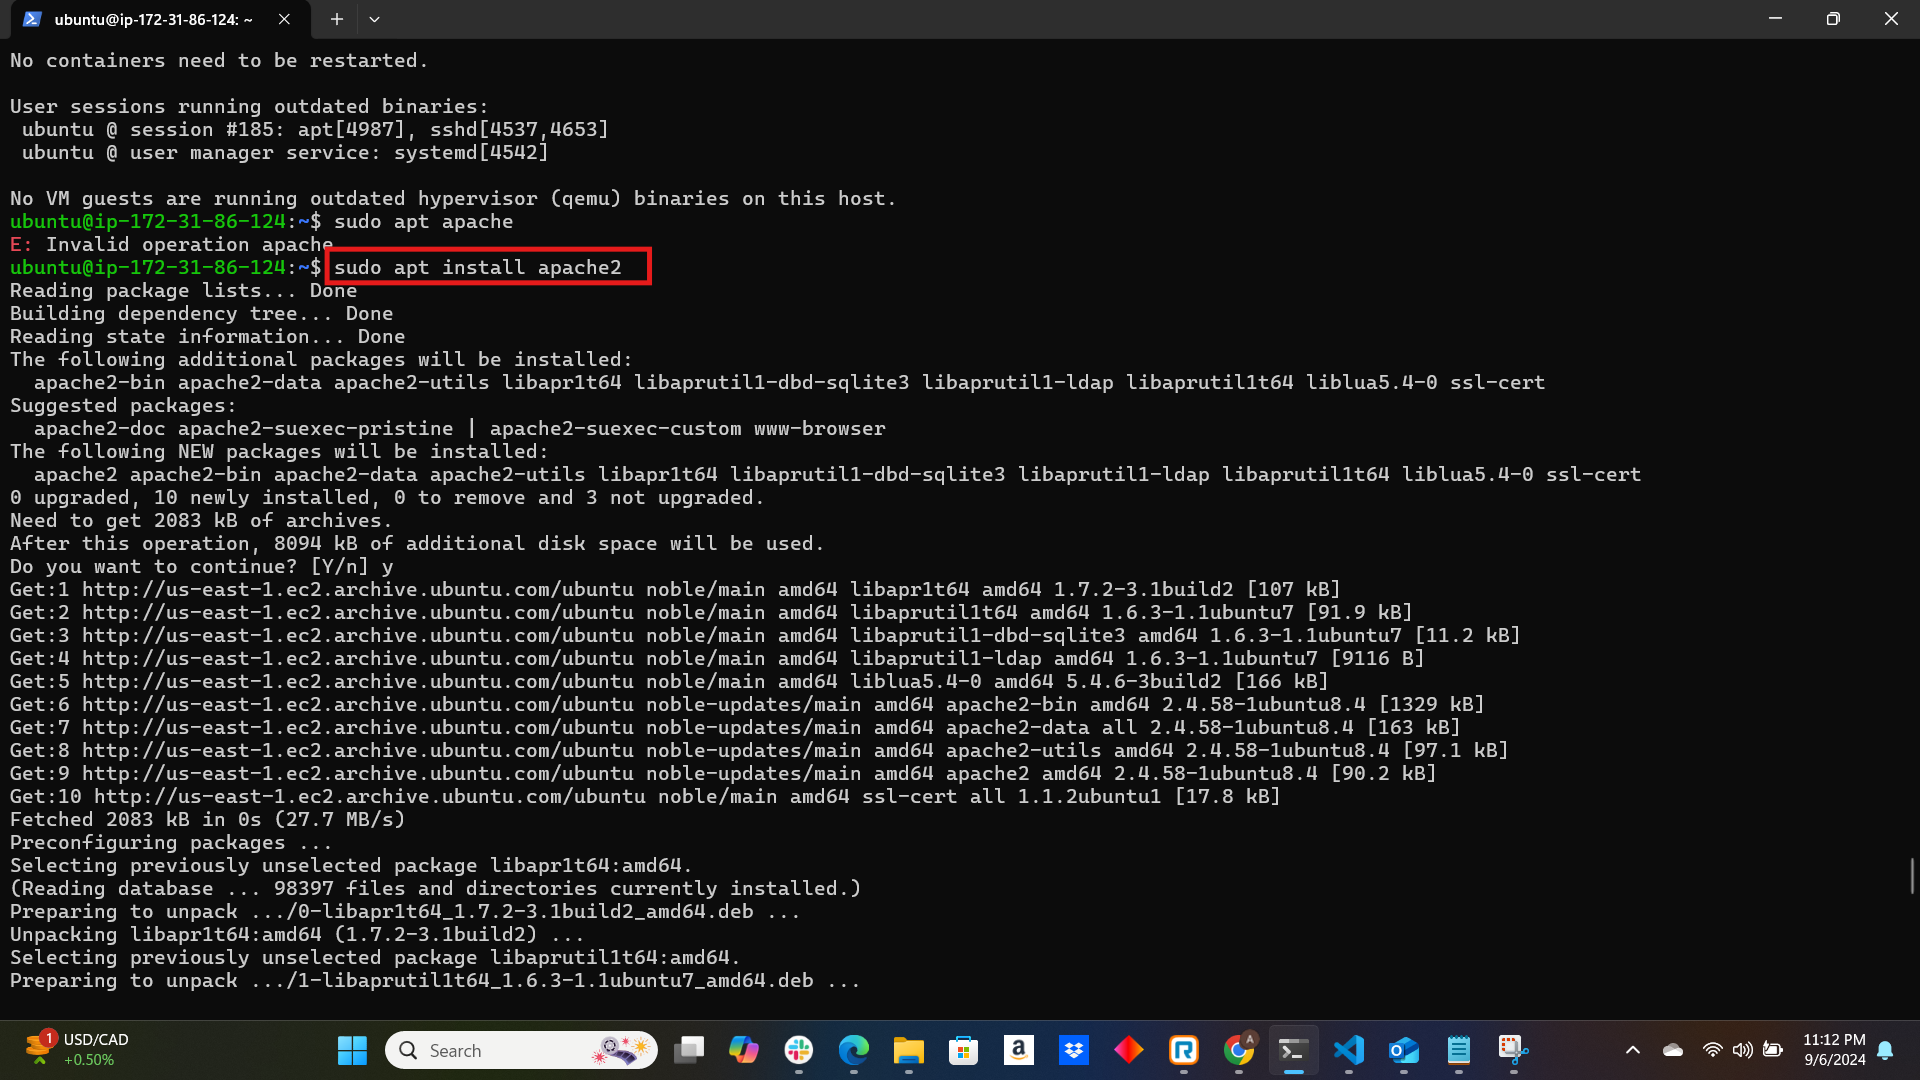 ubuntu@ip-172-31-86-124: ~
No containers need to be restarted.
User sessions running outdated binaries:
ubuntu @ session #185: apt[4987], sshd[4537,4653]
ubuntu @ user manager service: systemd[4542]
No VM guests are running outdated hypervisor (qemu) binaries on this host.
ubuntu@ip-172-31-86-124:~$ sudo apt apache
E: Invalid operation apache
ubuntu@ip-172-31-86-124:~$ sudo apt install apache2
Reading package lists... Done
Building dependency tree... Done
Reading state information... Done
The following additional packages will be installed:
apache2-bin apache2-data apache2-utils libapr1t64 libaprutil1-dbd-sqlite3 libaprutil1-ldap libaprutil1t64 liblua5.4-0 ssl-cert
Suggested packages:
apache2-doc apache2-suexec-pristine | apache2-suexec-custom www-browser
The following NEW packages will be installed:
apache2 apache2-bin apache2-data apache2-utils libapr1t64 libaprutil1-dbd-sqlite3 libaprutil1-ldap libaprutil1t64 liblua5.4-0 ssl-cert
0 upgraded, 10 newly installed, 0 to remove and 3 not upgraded.
Need to get 2083 kB of archives.
After this operation, 8094 kB of additional disk space will be used.
Do you want to continue? [Y/n] y
Get:1 http://us-east-1.ec2.archive.ubuntu.com/ubuntu noble/main amd64 libapr1t64 amd64 1.7.2-3.1build2 [107 kB]
Get:2 http://us-east-1.ec2.archive.ubuntu.com/ubuntu noble/main amd64 libaprutil1t64 amd64 1.6.3-1.1ubuntu7 [91.9 kB]
Get:3 http://us-east-1.ec2.archive.ubuntu.com/ubuntu noble/main amd64 libaprutil1-dbd-sqlite3 amd64 1.6.3-1.1ubuntu7 [11.2 kB]
Get:4 http://us-east-1.ec2.archive.ubuntu.com/ubuntu noble/main amd64 libaprutil1-ldap amd64 1.6.3-1.1ubuntu7 [9116 B]
Get:5 http://us-east-1.ec2.archive.ubuntu.com/ubuntu noble/main amd64 liblua5.4-0 amd64 5.4.6-3build2 [166 kB]
Get:6 http://us-east-1.ec2.archive.ubuntu.com/ubuntu noble-updates/main amd64 apache2-bin amd64 2.4.58-1ubuntu8.4 [1329 kB]
Get:7 http://us-east-1.ec2.archive.ubuntu.com/ubuntu noble-updates/main amd64 apache2-data all 2.4.58-1ubuntu8.4 [163 kB]
Get:8 http://us-east-1.ec2.archive.ubuntu.com/ubuntu noble-updates/main amd64 apache2-utils amd64 2.4.58-1ubuntu8.4 [97.1 kB]
Get:9 http://us-east-1.ec2.archive.ubuntu.com/ubuntu noble-updates/main amd64 apache2 amd64 2.4.58-1ubuntu8.4 [90.2 kB]
Get:10 http://us-east-1.ec2.archive.ubuntu.com/ubuntu noble/main amd64 ssl-cert all 1.1.2ubuntu1 [17.8 kB]
Fetched 2083 kB in 0s (27.7 MB/s)
Preconfiguring packages ...
Selecting previously unselected package libapr1t64:amd64.
(Reading database ... 98397 files and directories currently installed.)
Preparing to unpack .../0-libapr1t64_1.7.2-3.1build2_amd64.deb ...
Unpacking libapr1t64:amd64 (1.7.2-3.1build2) ...
Selecting previously unselected package libaprutil1t64:amd64.
Preparing to unpack .../1-libaprutil1t64_1.6.3-1.1ubuntu7_amd64.deb ...
1 USD/CAD
+0.50%
Search
a
R
A
11:12 PM
9/6/2024